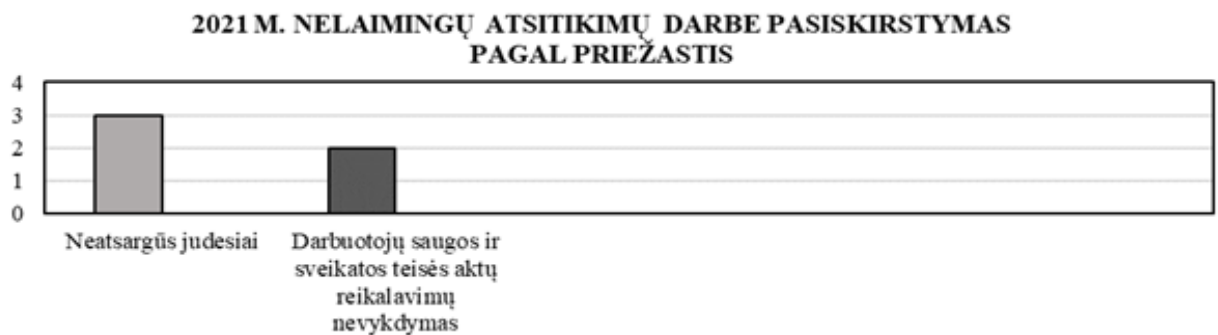 2021 M. NELAIMINGŲ ATSITIKIMŲ DARBE PASISKIRSTYMAS
PAGAL PRIEŽASTIS
4
3
2
1
0
Neatsargūs judesiai
Darbuotojų saugos ir
sveikatos teisės aktų
reikalavimų
nevykdymas